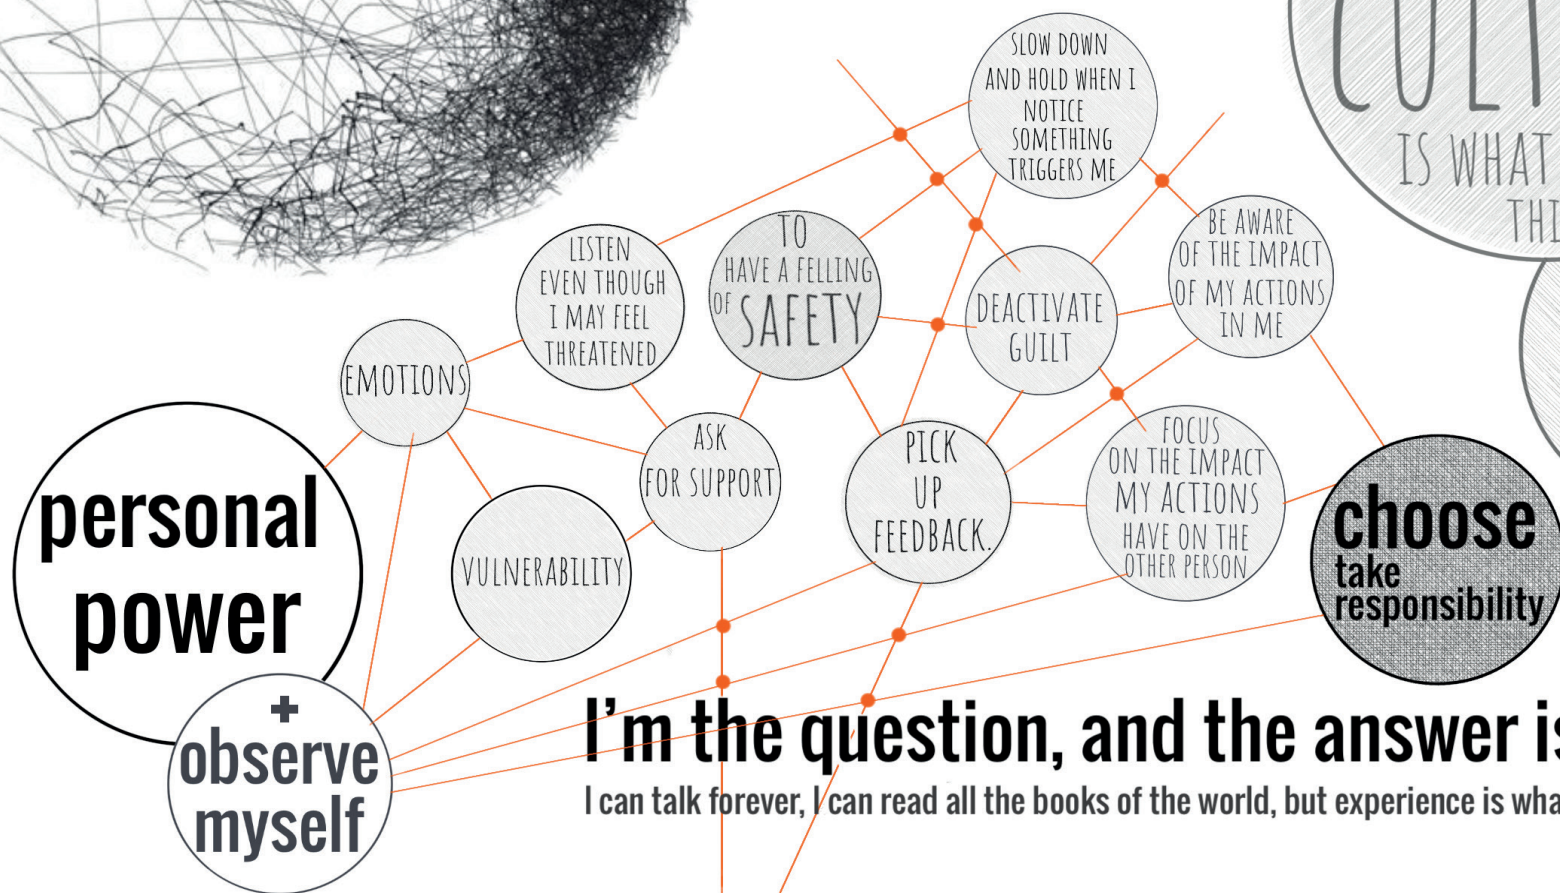 SLOW DOWN
AND HOLD WHEN I
NOTICE
SOMETHING
TRIGGERS ME
IS WHAT
LISTEN
EVEN THOUGH
I MAY FEEL
THREATENED
TO
HAVE A FELLING
OF SAFETY
DEACTIVATE
GUILT
BE AWARE
OF THE IMPACT
OF MY ACTIONS
IN ME
EMOTIONS
ASK
FOR SUPPORT
PICK
UP
FEEDBACK.
FOCUS
ON THE IMPACT
MY ACTIONS
HAVE ON THE
OTHER PERSON
VULNERABILITY
personal
power
choose
take
responsibility
+
observe
myself
I'm the question, and the answer is
I can talk forever, I can read all the books of the world, but experience is